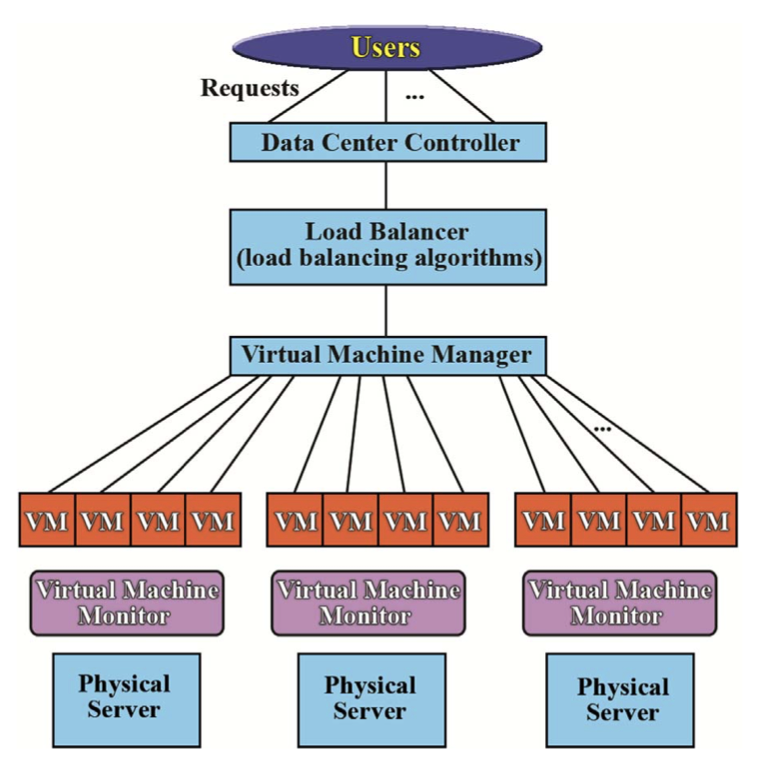 Users
Requests
...
Data Center Controller
Load Balancer
(load balancing algorithms)
Virtual Machine Manager
...
VM VM VM VM VM VM VM VM VM VM VM VM
Virtual Machine
Monitor
Virtual Machine
Monitor
Virtual Machine
Monitor
Physical
Server
Physical
Server
Physical
Server